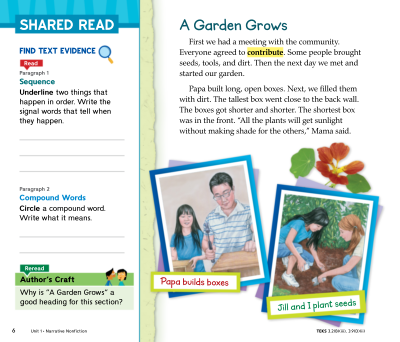 SHARED READ
FIND TEXT EVIDENCE
Read
Paragraph 1
Sequence
Underline two things that
happen in order. Write the
signal words that tell when
they happen.
Paragraph 2
Compound Words
Circle a compound word.
Write what it means.
Reread
Author's Craft
Why is "A Garden Grows" a
good heading for this section?
6
Unit 1 • Narrative Nonfiction
A Garden Grows
First we had a meeting with the community.
Everyone agreed to contribute. Some people brought
seeds, tools, and dirt. Then the next day we met and
started our garden.
Papa built long, open boxes. Next, we filled them
with dirt. The tallest box went close to the back wall.
The boxes got shorter and shorter. The shortest box
was in the front. "All the plants will get sunlight
without making shade for the others," Mama said.
Papa builds boxes
Jill and I plant seeds